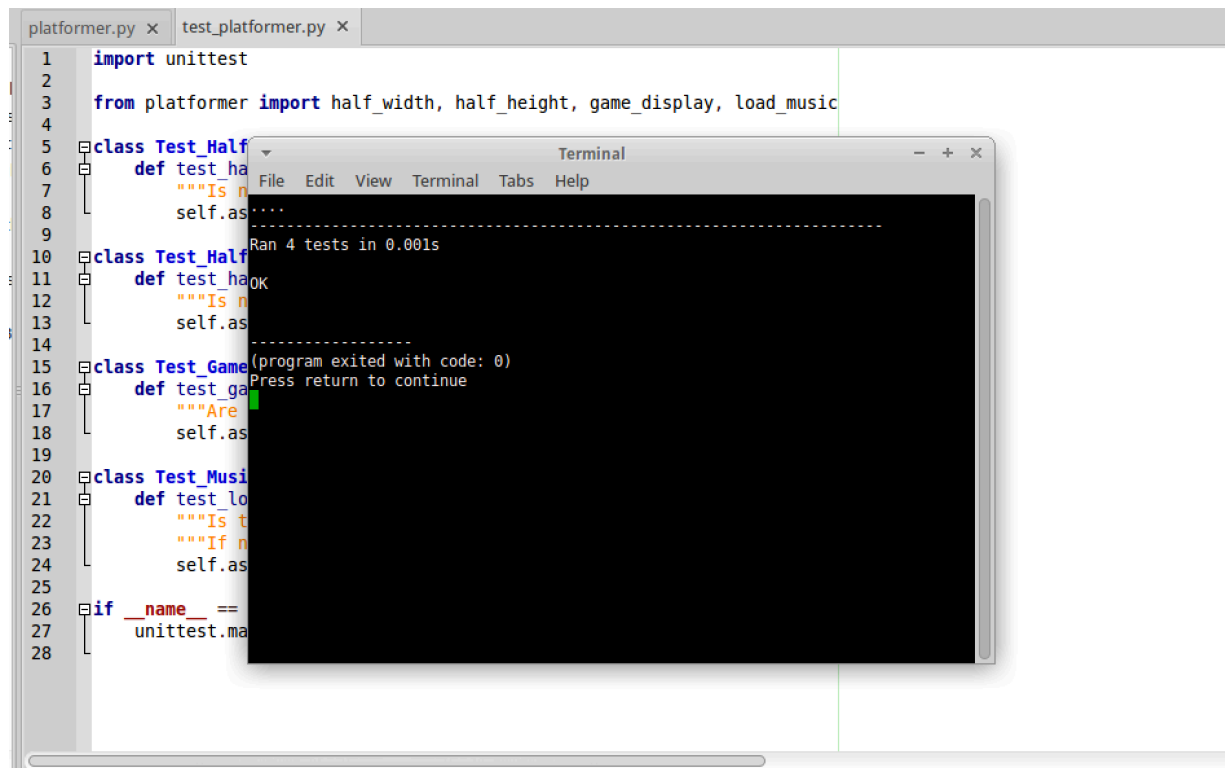 platformer.py × test_platformer.py ×
1 import unittest
2
3 from platformer import half_width, half_height, game_display, load_music
4
5 class Test_Half
6 def test_ha
7 """Is n
8 self.as
9
10 class Test_Half
11 def test_ha
12 """Is n
13 self.as
14
15 class Test_Game
16 def test_ga
17 """Are
18 self.as
19
20 class Test_Musi
21 def test_lo
22 """Is t
23 """If n
24 self.as
25
26 if __name__ ==
27 unittest.ma
28
Terminal
File Edit View Terminal Tabs Help
....
----------------------------------------------------------------------
Ran 4 tests in 0.001s
OK
------------------
(program exited with code: 0)
Press return to continue